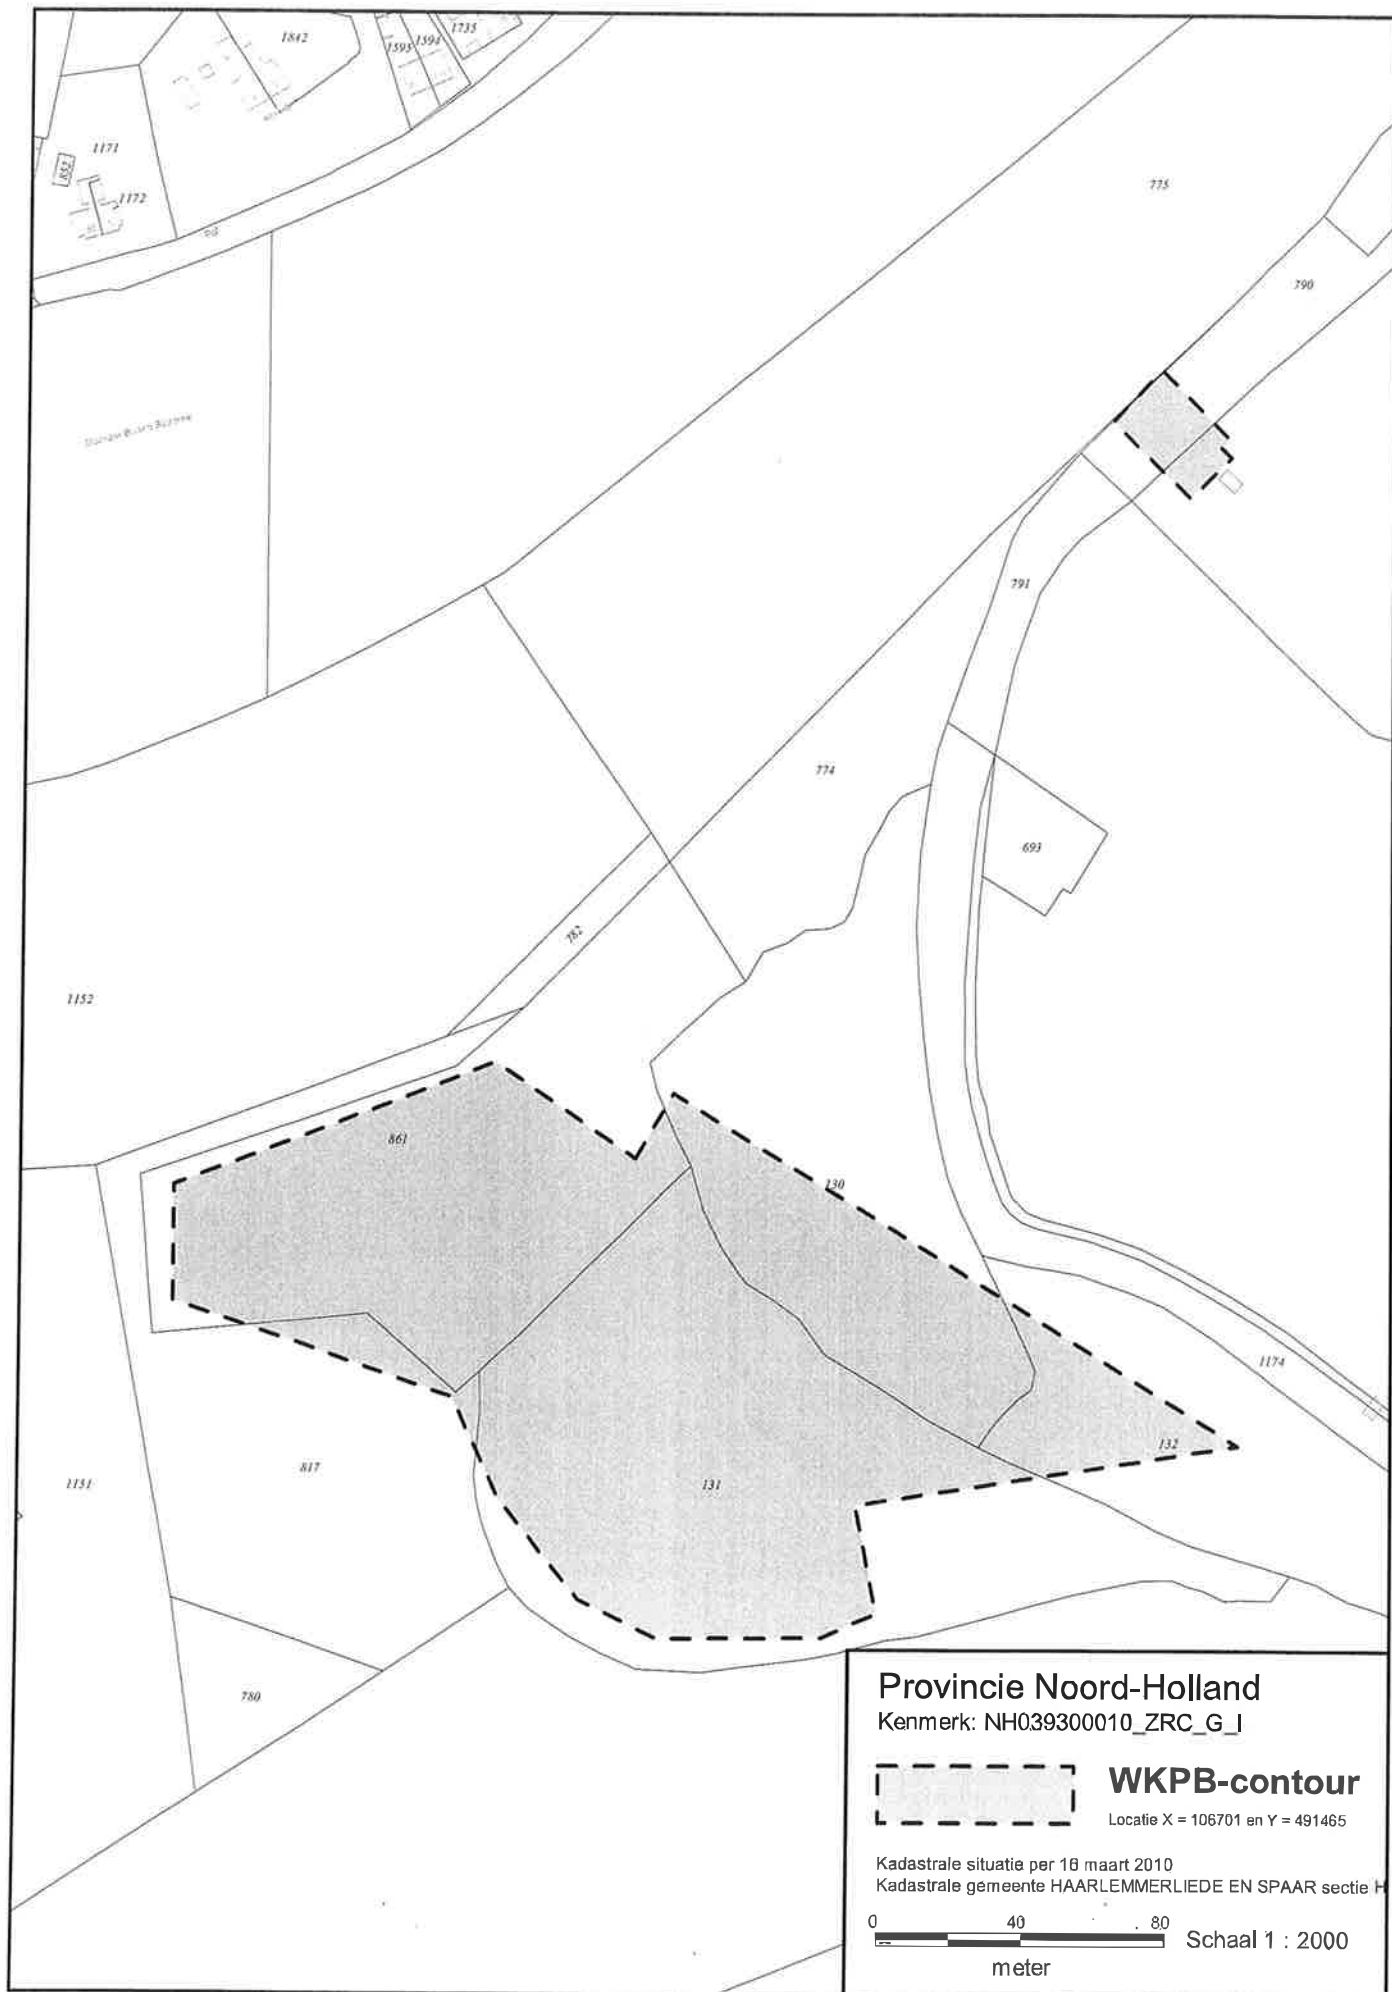 1842
1595
1594
1735
1171
852
1172
775
790
791
774
693
782
1152
861
130
1174
132
817
1151
131
780
Provincie Noord-Holland
Kenmerk: NH039300010_ZRC_G_I
WKPB-contour
Locatie X = 106701 en Y = 491465
Kadastrale situatie per 16 maart 2010
Kadastrale gemeente HAARLEMMERLIEDE EN SPAAR sectie H
0 40 80
Schaal 1 : 2000
meter